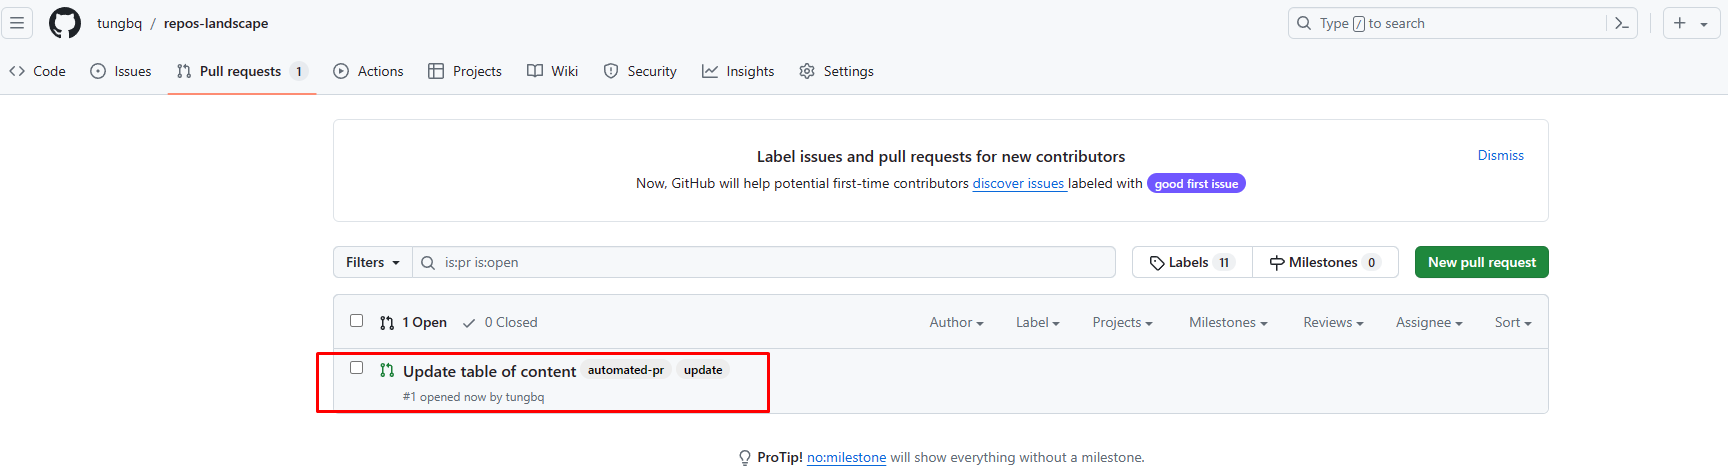 tungbq / repos-landscape
Type / to search
Code Issues Pull requests 1 Actions Projects Wiki Security Insights Settings
Label issues and pull requests for new contributors
Dismiss
Now, GitHub will help potential first-time contributors discover issues labeled with good first issue
Filters is:pr is:open Labels 11 Milestones 0 New pull request
1 Open 0 Closed Author Label Projects Milestones Reviews Assignee Sort
Update table of content automated-pr update
#1 opened now by tungbq
ProTip! no:milestone will show everything without a milestone.